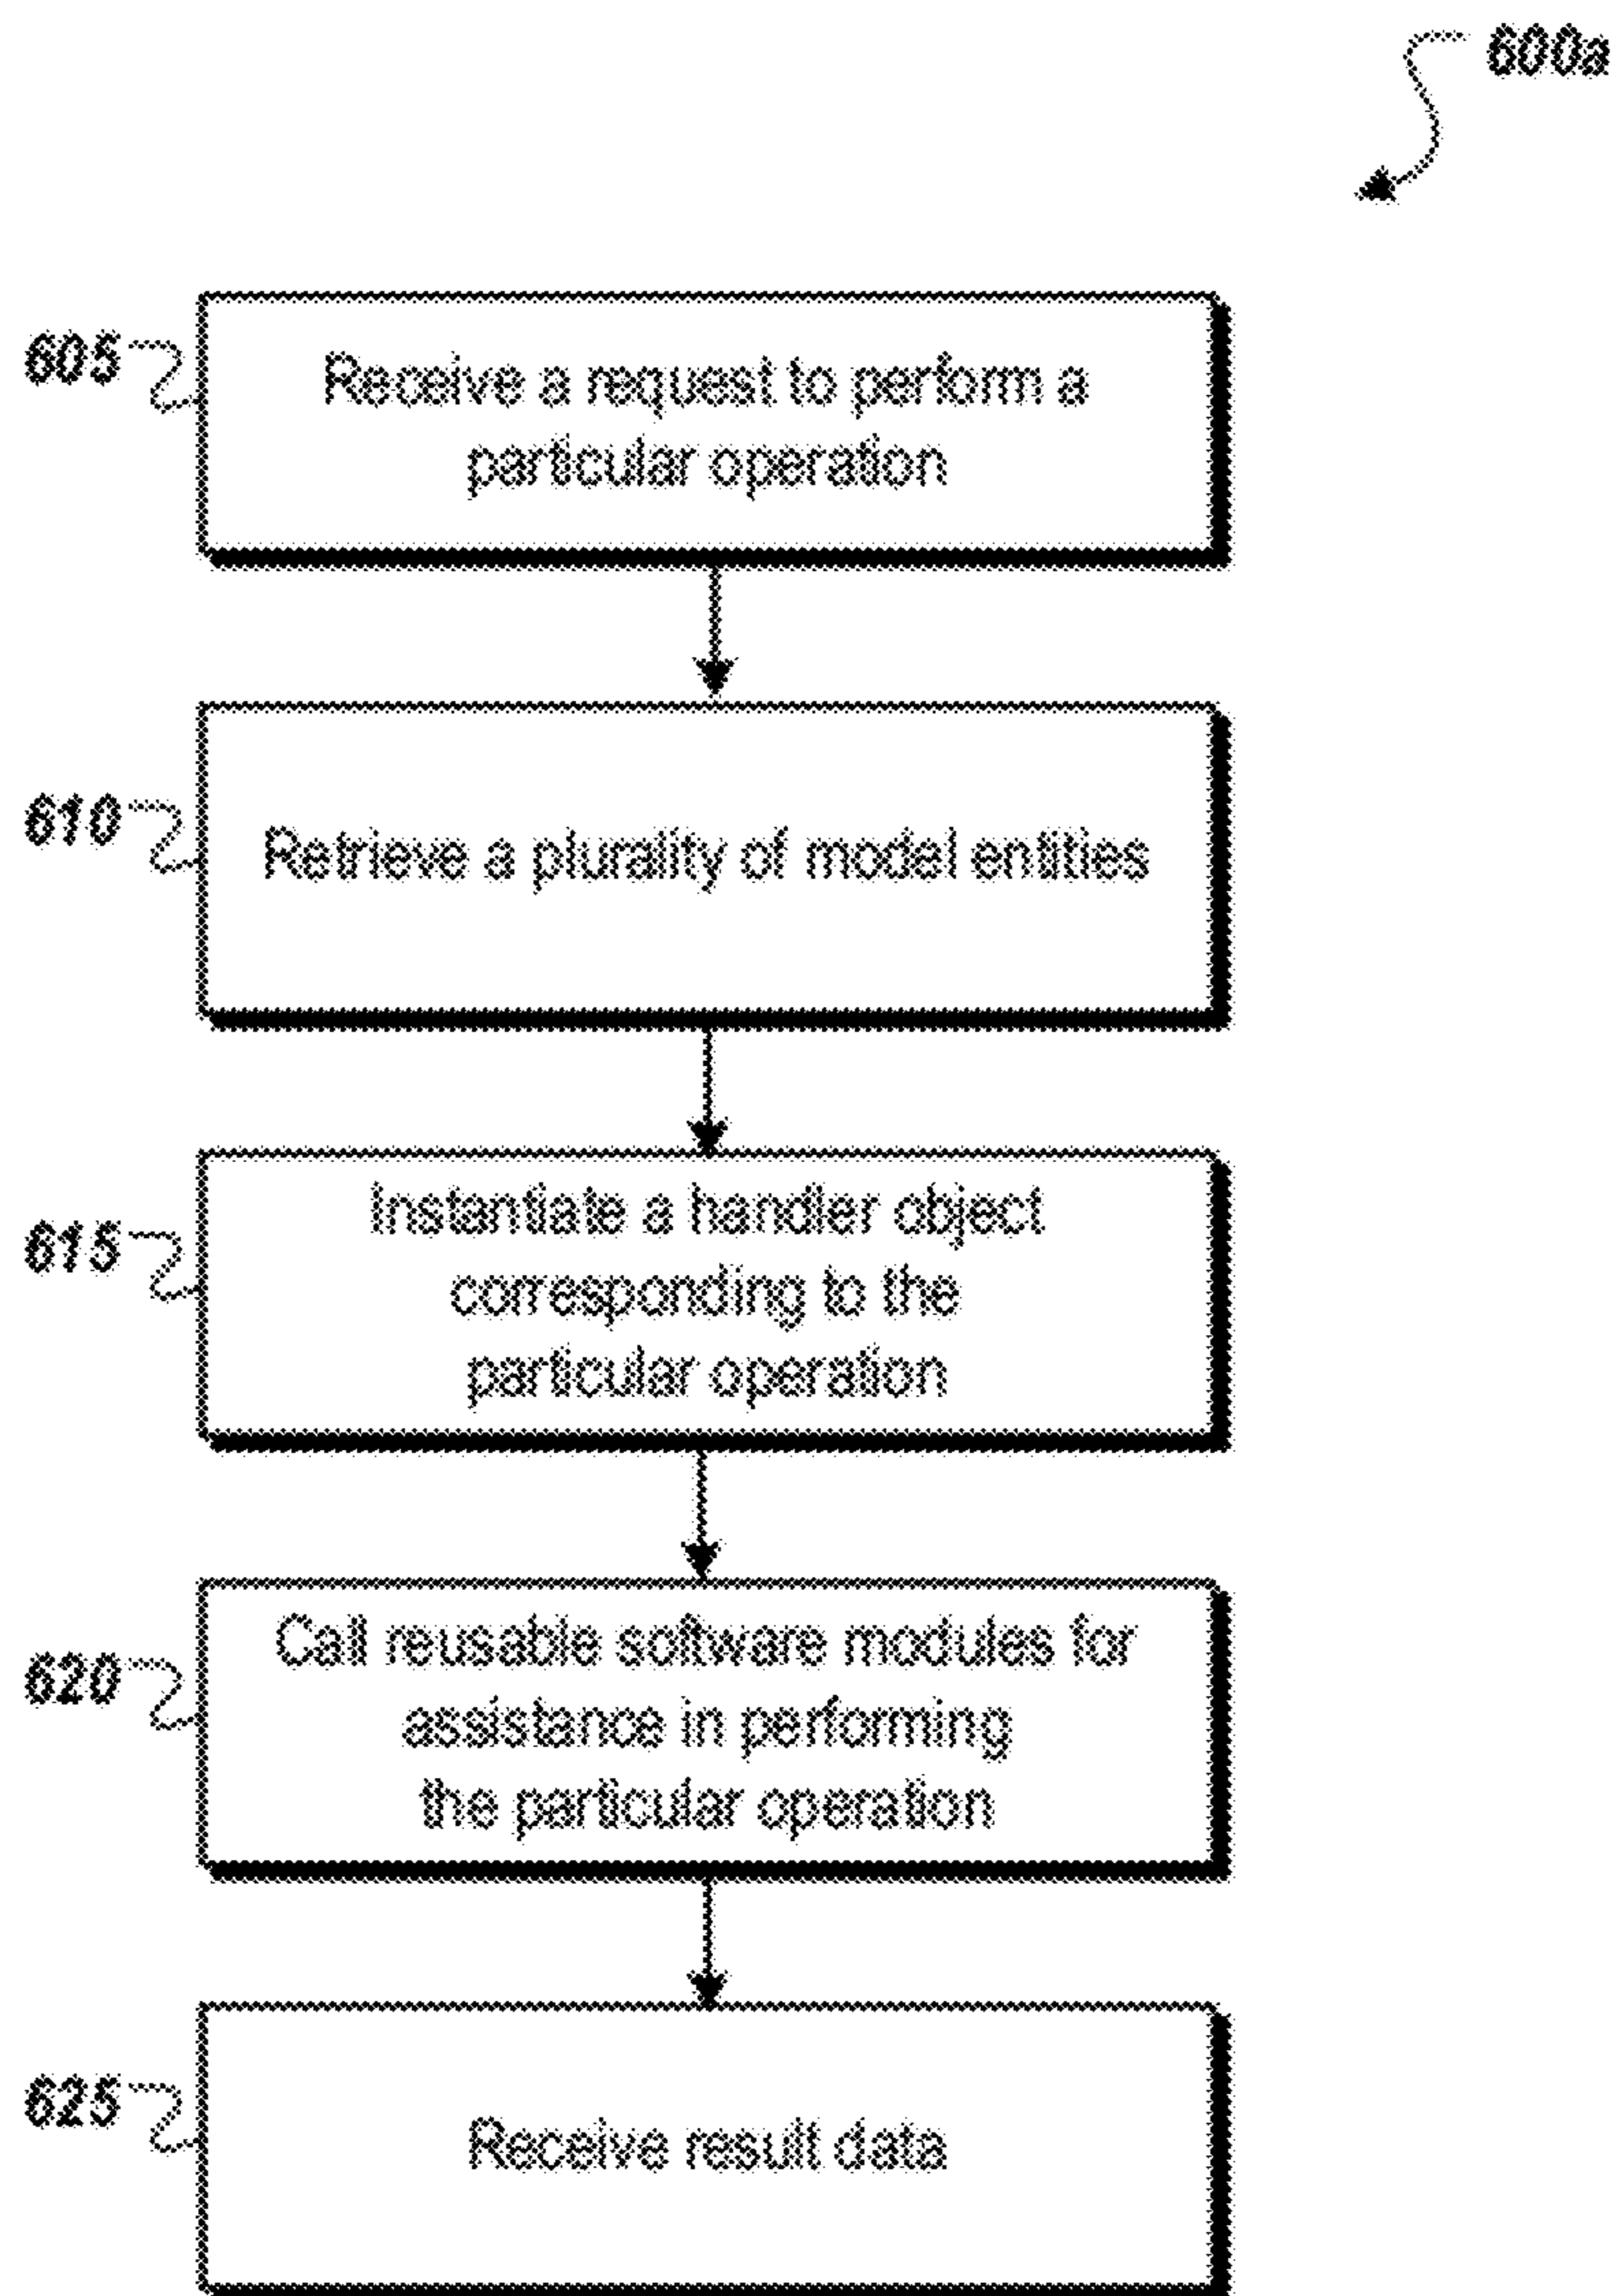 600a
605
Receive a request to perform a
particular operation
610
Retrieve a plurality of model entities
615
Instantiate a handler object
corresponding to the
particular operation
620
Call reusable software modules for
assistance in performing
the particular operation
625
Receive result data